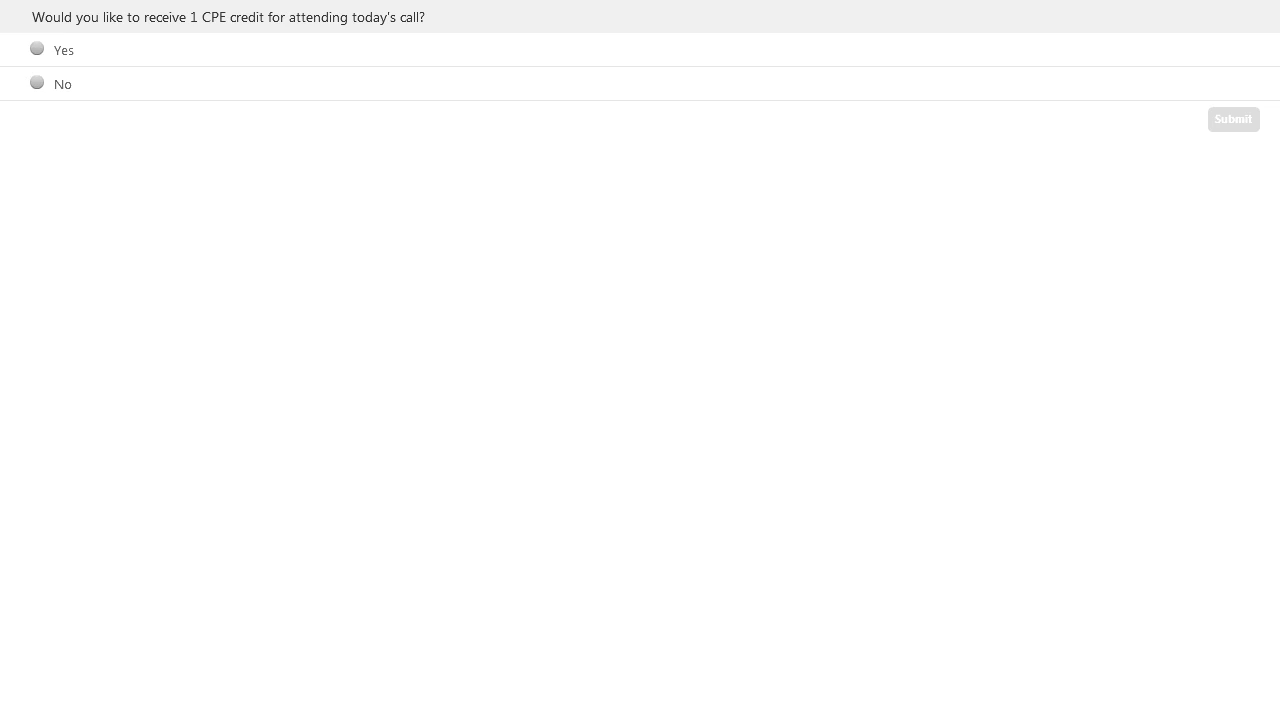 Would you like to receive 1 CPE credit for attending today's call?
Yes
No
Submit